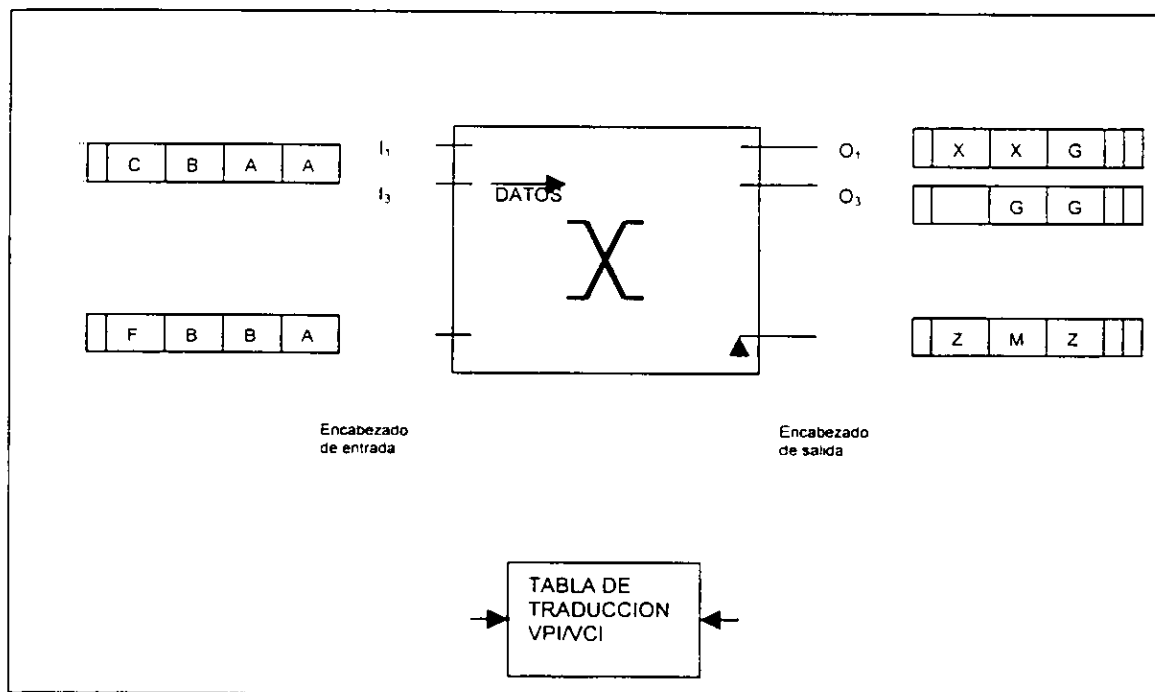 C B A A
I1
O1
X X G
I3
DATOS
O3
G G
F B B A
Z M Z
Encabezado
de entrada
Encabezado
de salida
TABLA DE
TRADUCCION
VPI/VCI